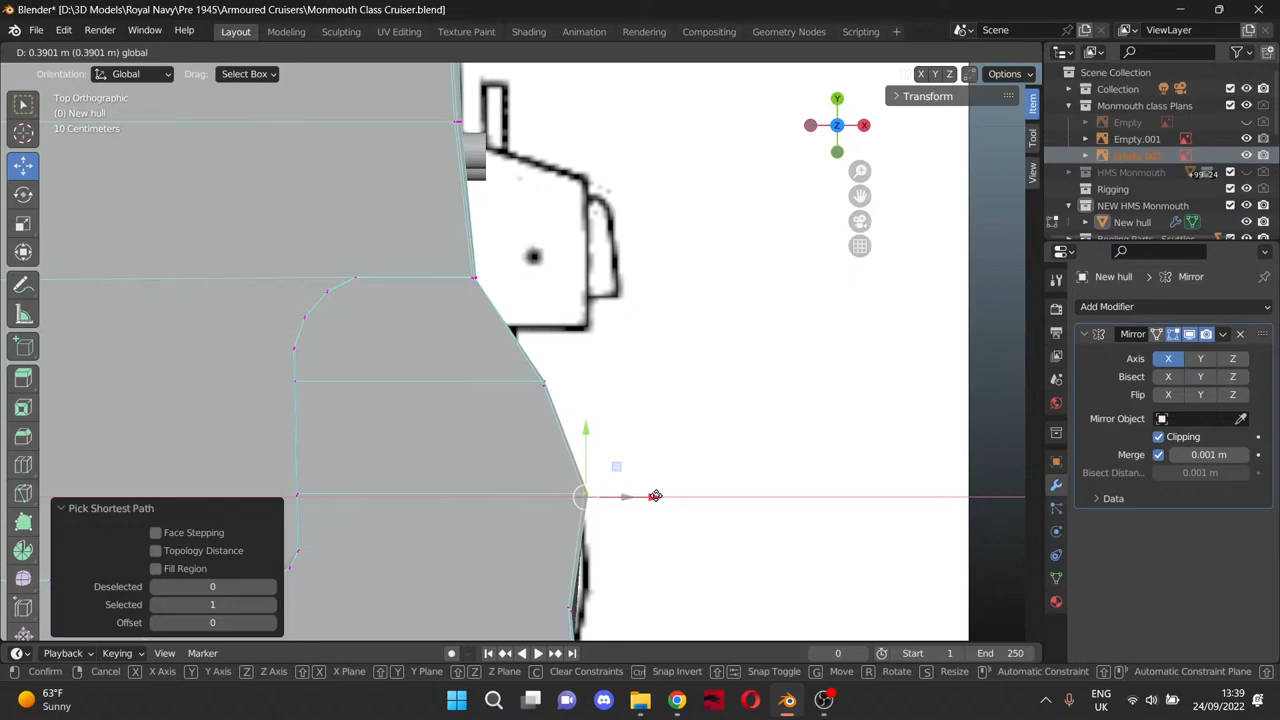 Blender* [D:\3D Models\Royal Navy\Pre 1945\Armoured Cruisers\Monmouth Class Cruiser.blend]
File Edit Render Window Help Layout Modeling Sculpting UV Editing Texture Paint Shading Animation Rendering Compositing Geometry Nodes Scripting + Scene ViewLayer
D: 0.3901 m (0.3901 m) global
Orientation: Global Drag: Select Box X Y Z Options
Top Orthographic
(0) New hull
10 Centimeters
Transform
Item
Tool
View
Y
Z
X
Scene Collection
Collection
Monmouth class Plans
Empty
Empty.001
HMS Monmouth
+99 24
Rigging
NEW HMS Monmouth
New hull
New hull Mirror
Add Modifier
Mirror
Axis X Y Z
Bisect X Y Z
Flip X Y Z
Mirror Object
Clipping
Merge 0.001 m
Bisect Distan... 0.001 m
Data
Pick Shortest Path
Face Stepping
Topology Distance
Fill Region
Deselected 0
Selected 1
Offset 0
Playback Keying View Marker 0 Start 1 End 250
Confirm Cancel X X Axis Y Y Axis Z Z Axis X X Plane Y Y Plane Z Z Plane C Clear Constraints Ctrl Snap Invert Snap Toggle G Move R Rotate S Resize Automatic Constraint Automatic Constraint Plane
63°F
Sunny
ENG
UK
13:39
24/09/2022